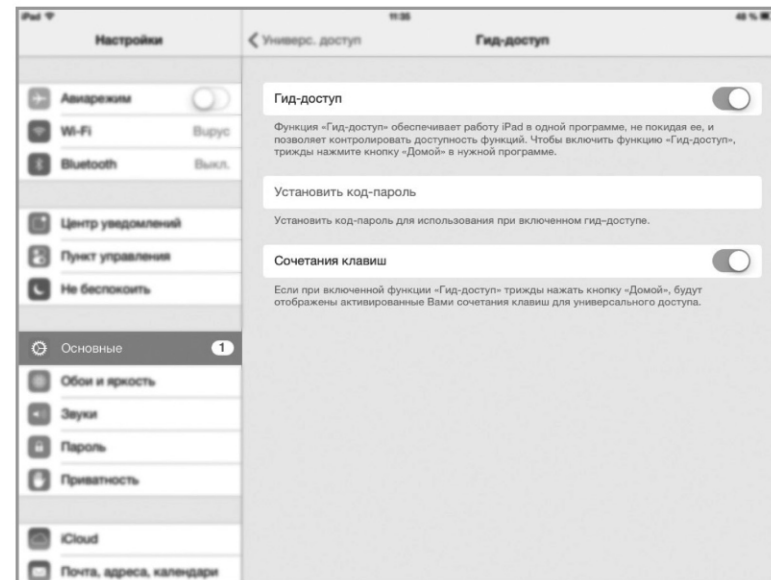 iPad
11:35
48 %
Настройки
Универс. доступ
Гид-доступ
Авиарежим
Wi-Fi
Bupyc
Bluetooth
Выкл.
Центр уведомлений
Пункт управления
Не беспокоить
Основные
1
Обои и яркость
Звуки
Пароль
Приватность
iCloud
Почта, адреса, календари
Гид-доступ
Функция «Гид-доступ» обеспечивает работу iPad в одной программе, не покидая ее, и
позволяет контролировать доступность функций. Чтобы включить функцию «Гид-доступ»,
трижды нажмите кнопку «Домой» в нужной программе.
Установить код-пароль
Установить код-пароль для использования при включенном гид-доступе.
Сочетания клавиш
Если при включенной функции «Гид-доступ» трижды нажать кнопку «Домой», будут
отображены активированные Вами сочетания клавиш для универсального доступа.